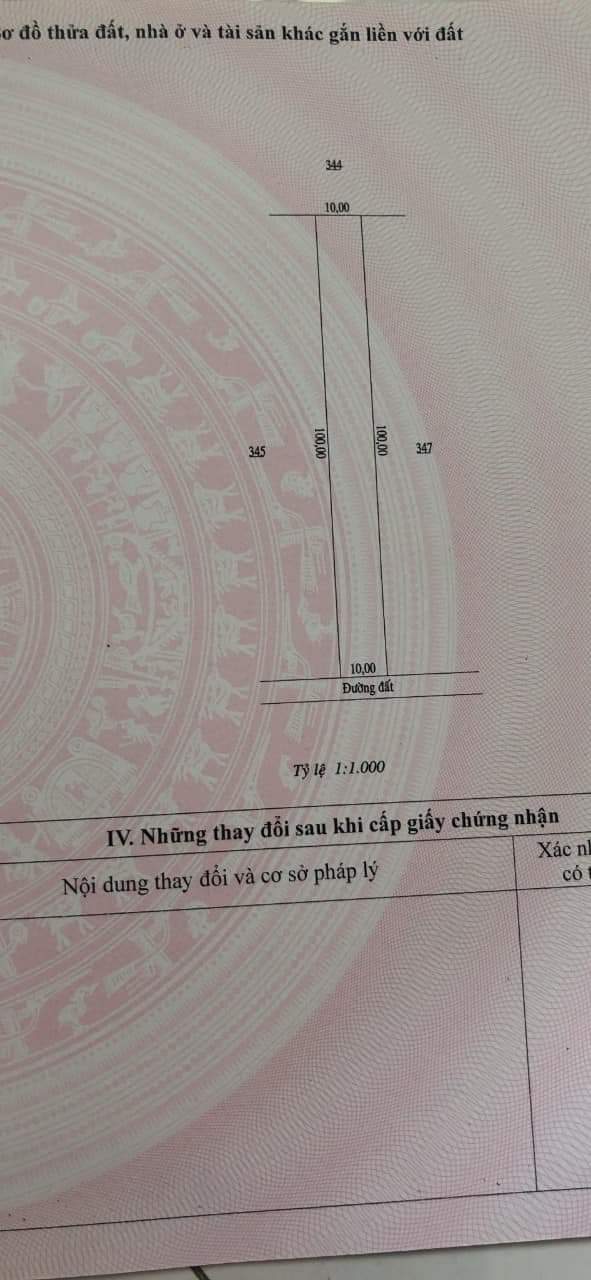 ơ đồ thửa đất, nhà ở và tài sản khác gắn liền với đất
344
10,00
100,00
100,00
345
347
10,00
Đường đất
Tỷ lệ 1:1.000
IV. Những thay đổi sau khi cấp giấy chứng nhận
Nội dung thay đổi và cơ sở pháp lý
Xác nh
có t